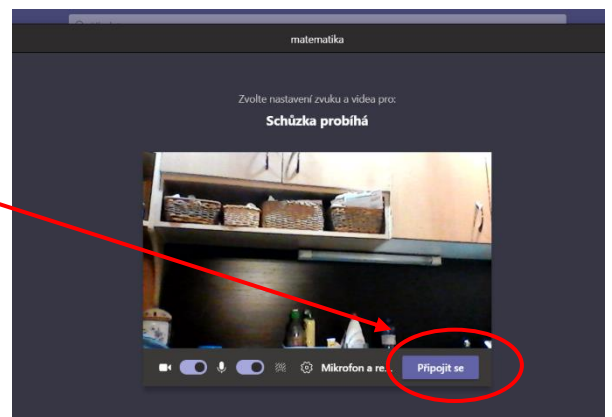 matematika
Zvolte nastavení zvuku a videa pro:
Schůzka probíhá
Mikrofon a re... Připojit se